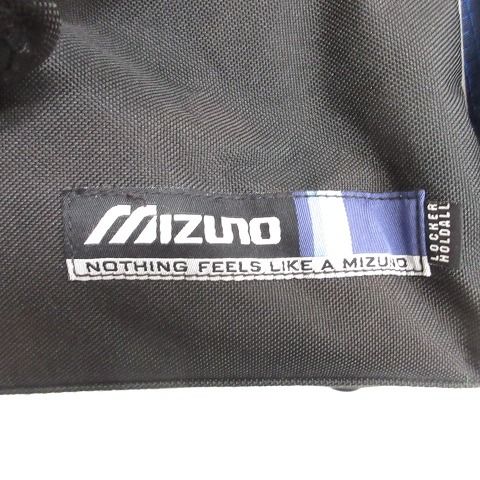 MIZUNO
NOTHING FEELS LIKE A MIZUNO
LOCKER
HOLDALL